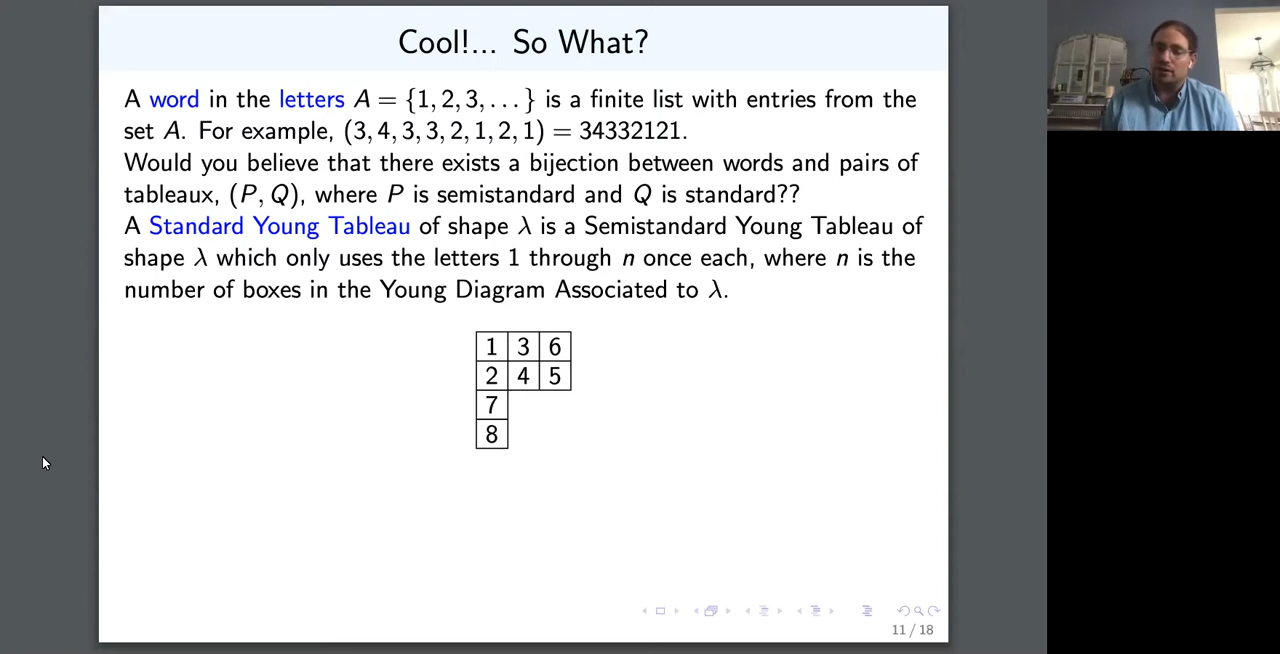 Cool!... So What?
A word in the letters A = {1, 2, 3, ...} is a finite list with entries from the
set A. For example, (3, 4, 3, 3, 2, 1, 2, 1) = 34332121.
Would you believe that there exists a bijection between words and pairs of
tableaux, (P, Q), where P is semistandard and Q is standard??
A Standard Young Tableau of shape λ is a Semistandard Young Tableau of
shape λ which only uses the letters 1 through n once each, where n is the
number of boxes in the Young Diagram Associated to λ.
1 3 6
2 4 5
7
8
11 / 18